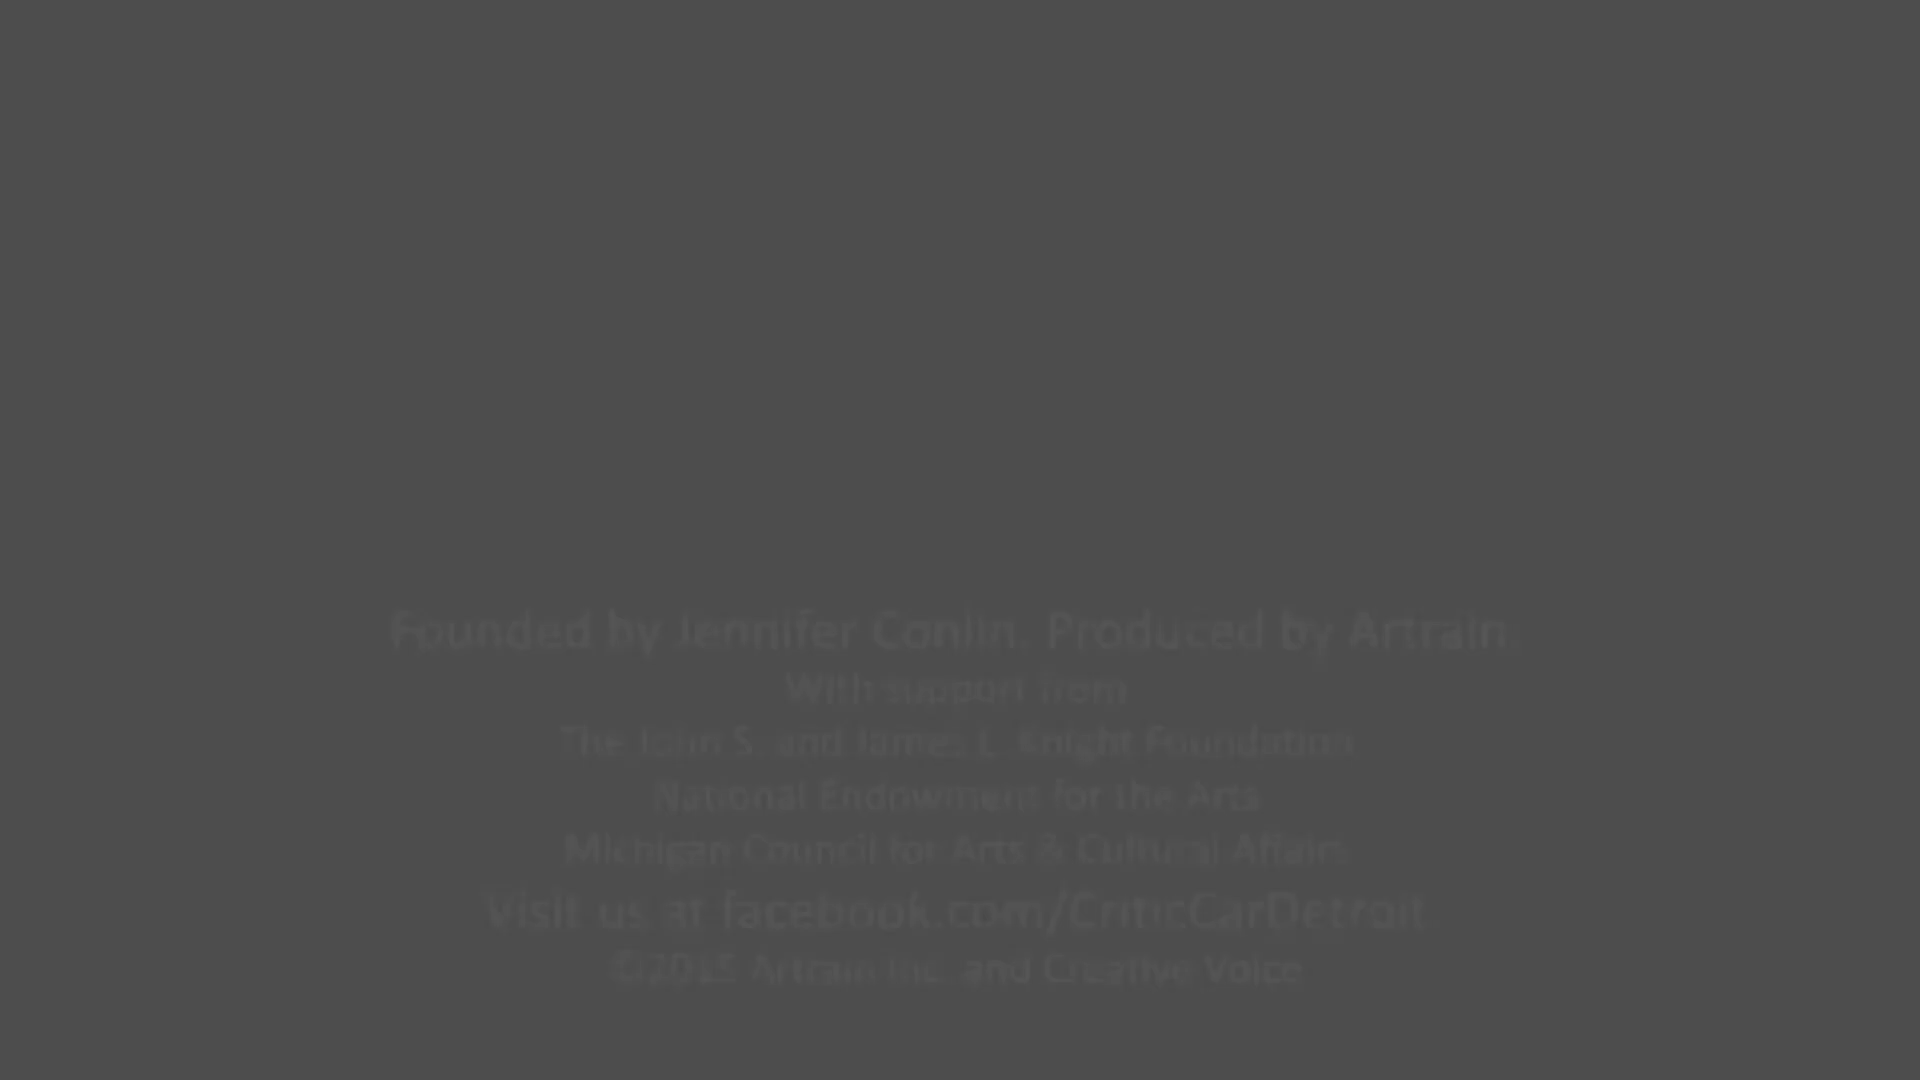 Founded by Jennifer Conlin. Produced by Artrain.
With support from
The John S. and James L. Knight Foundation
National Endowment for the Arts
Michigan Council for Arts & Cultural Affairs
Visit us at facebook.com/CriticCarDetroit
©2015 Artrain Inc. and Creative Voice